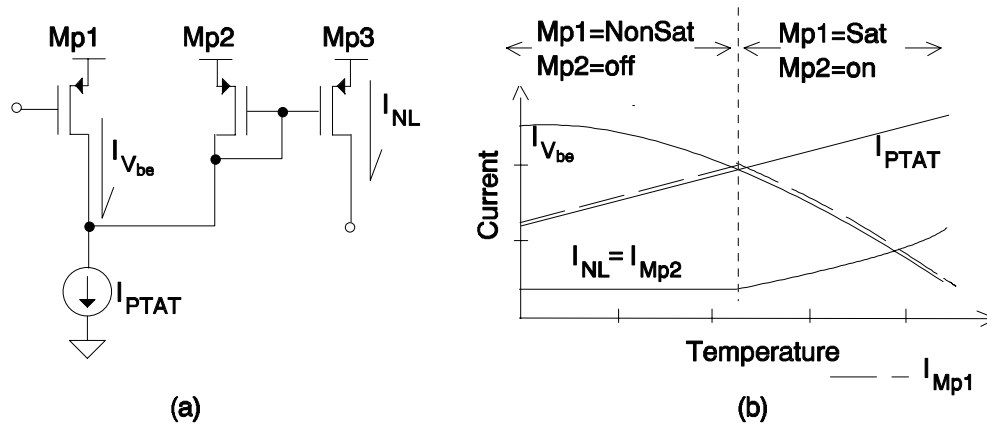 Mp1
Mp2
Mp3
I_NL
I_Vbe
I_PTAT
(a)
Mp1=NonSat
Mp2=off
Mp1=Sat
Mp2=on
I_Vbe
I_PTAT
Current
I_NL = I_Mp2
Temperature
I_Mp1
(b)